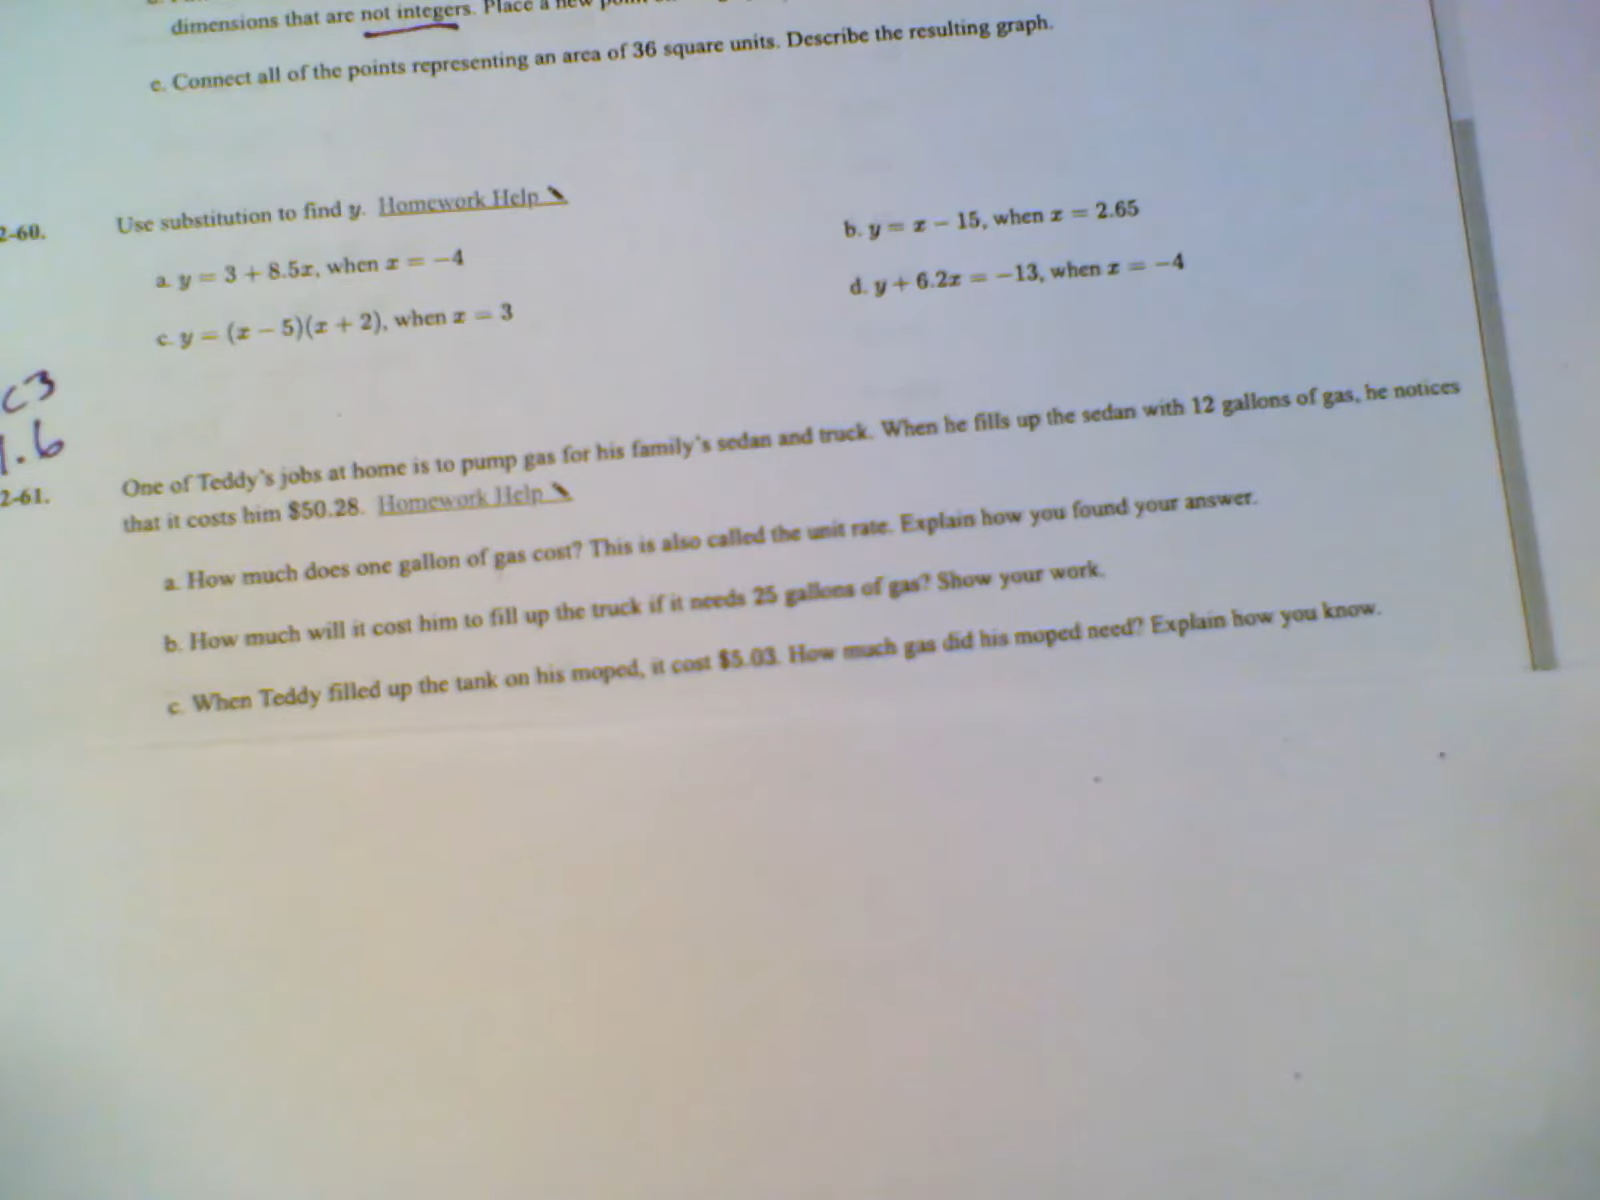 dimensions that are not integers. Place a new
e. Connect all of the points representing an area of 36 square units. Describe the resulting graph.
2-60. Use substitution to find y. Homework Help ✎
a. y = 3 + 8.5x, when x = −4
b. y = x − 15, when x = 2.65
c. y = (x − 5)(x + 2), when x = 3
d. y + 6.2x = −13, when x = −4
C3
1.6
2-61. One of Teddy's jobs at home is to pump gas for his family's sedan and truck. When he fills up the sedan with 12 gallons of gas, he notices
that it costs him $50.28. Homework Help ✎
a. How much does one gallon of gas cost? This is also called the unit rate. Explain how you found your answer.
b. How much will it cost him to fill up the truck if it needs 25 gallons of gas? Show your work.
c. When Teddy filled up the tank on his moped, it cost $5.03. How much gas did his moped need? Explain how you know.